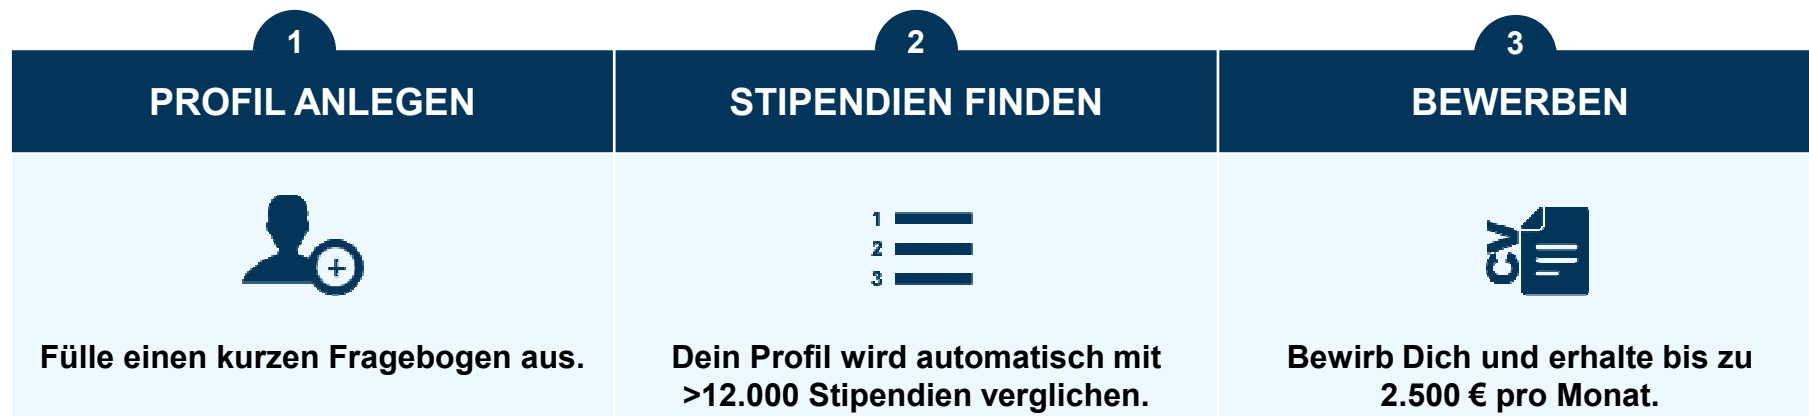 1
PROFIL ANLEGEN
Fülle einen kurzen Fragebogen aus.
2
STIPENDIEN FINDEN
1
2
3
Dein Profil wird automatisch mit
>12.000 Stipendien verglichen.
3
BEWERBEN
CV
Bewirb Dich und erhalte bis zu
2.500 € pro Monat.